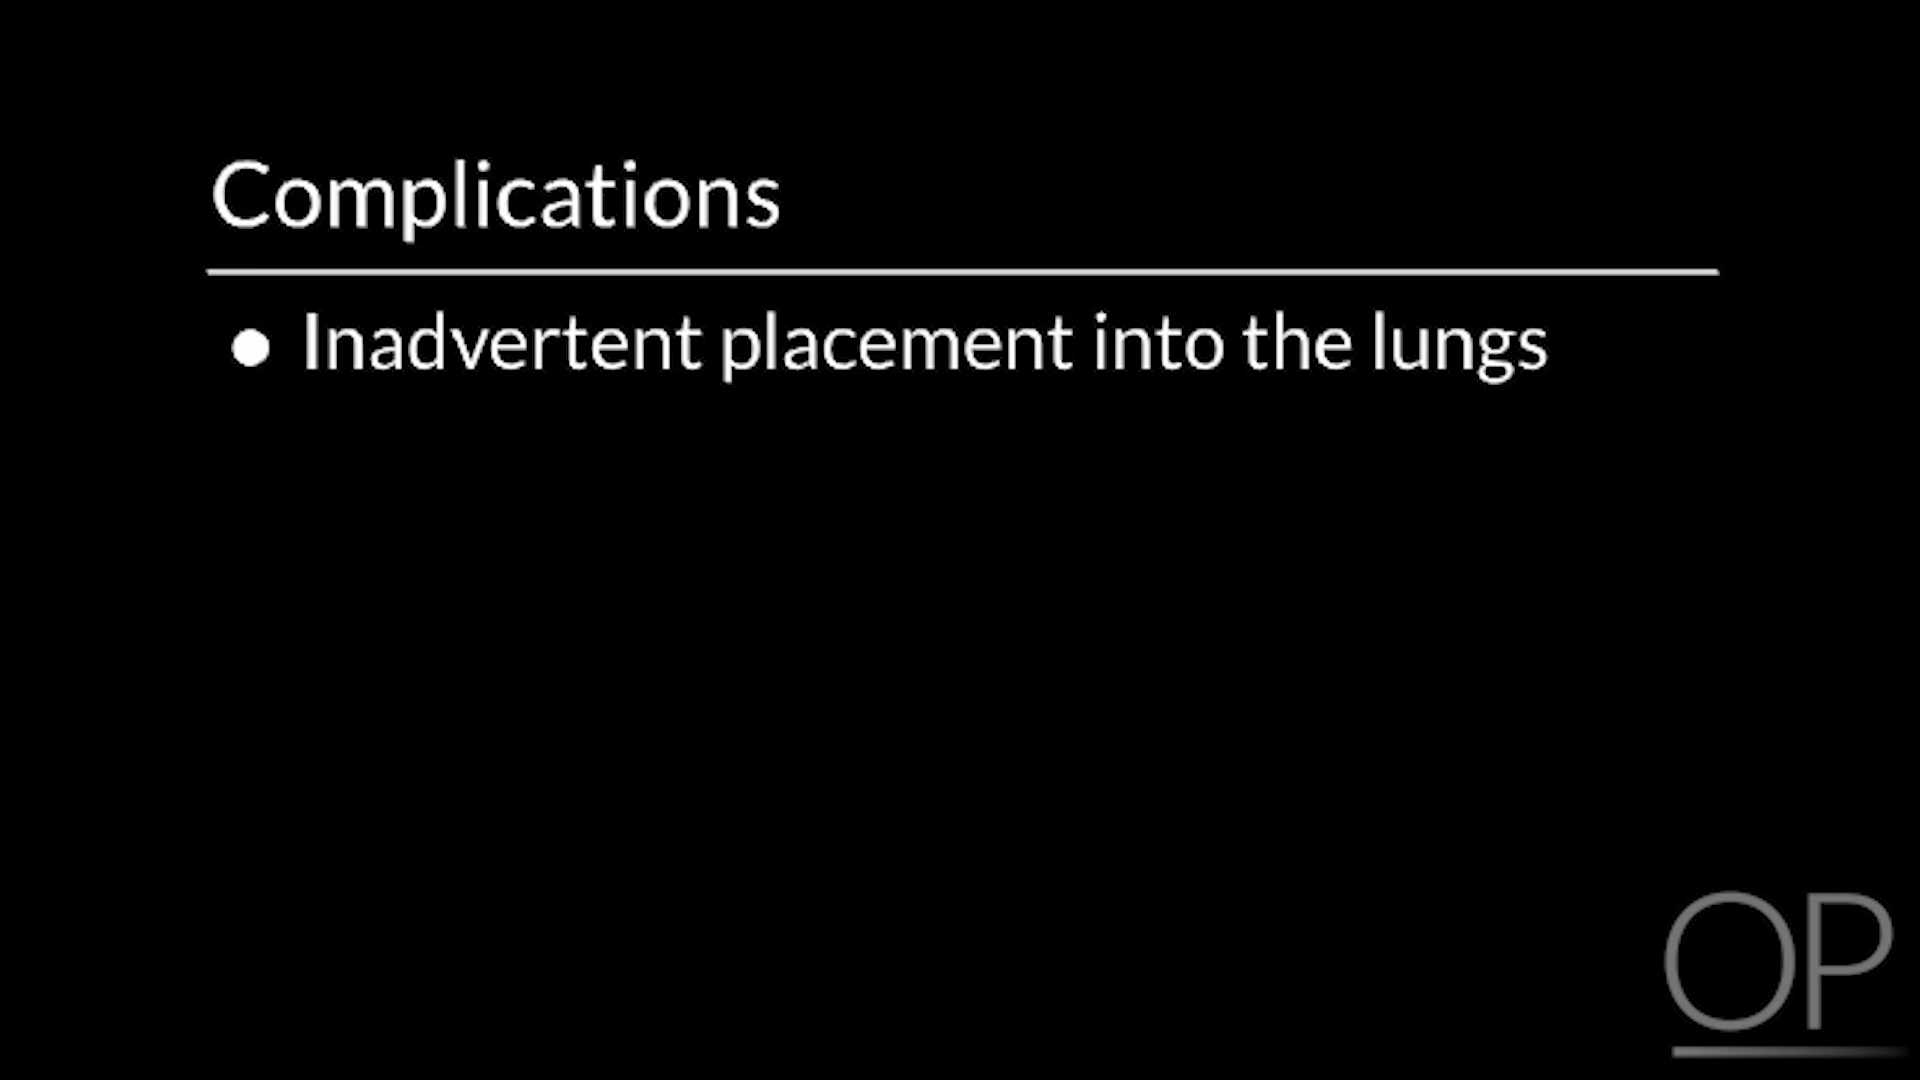 Complications
● Inadvertent placement into the lungs
OP